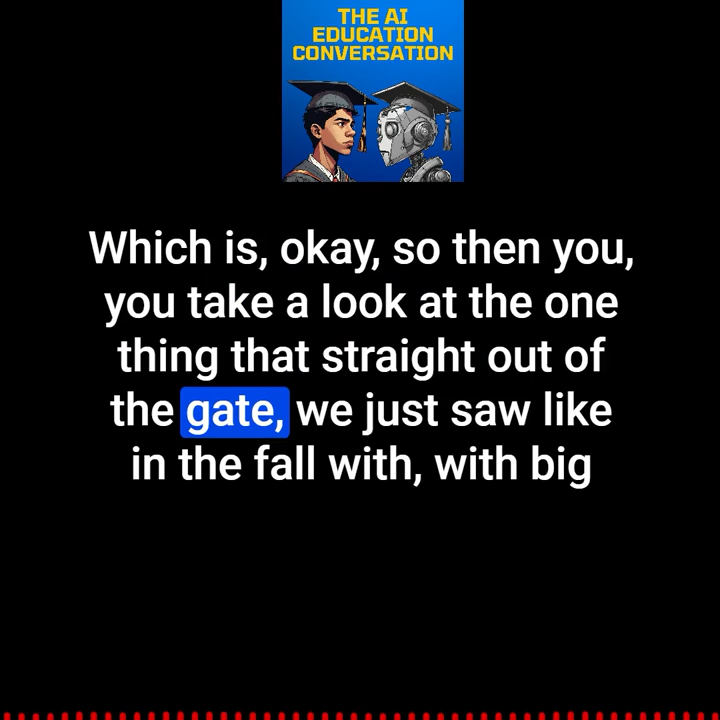 THE AI
EDUCATION
CONVERSATION
Which is, okay, so then you,
you take a look at the one
thing that straight out of
the gate, we just saw like
in the fall with, with big